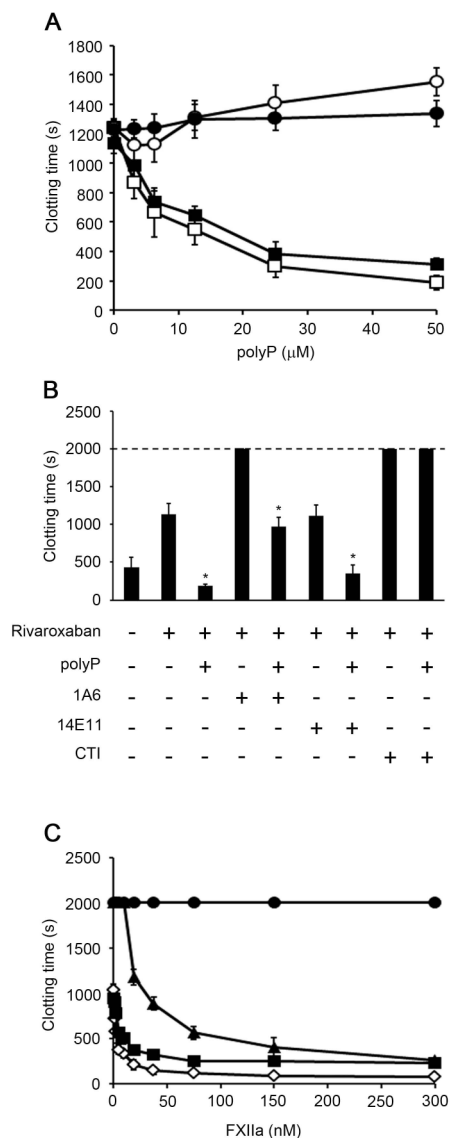 A
1800
1600
1400
1200
1000
800
600
400
200
0
Clotting time (s)
0 10 20 30 40 50
polyP (µM)
B
2500
2000
1500
1000
500
0
Clotting time (s)
* * *
Rivaroxaban - + + + + + + + +
polyP - - + - + - + - +
1A6 - - - + + - - - -
14E11 - - - - - + + - -
CTI - - - - - - - + +
C
2500
2000
1500
1000
500
0
Clotting time (s)
0 50 100 150 200 250 300
FXIIa (nM)